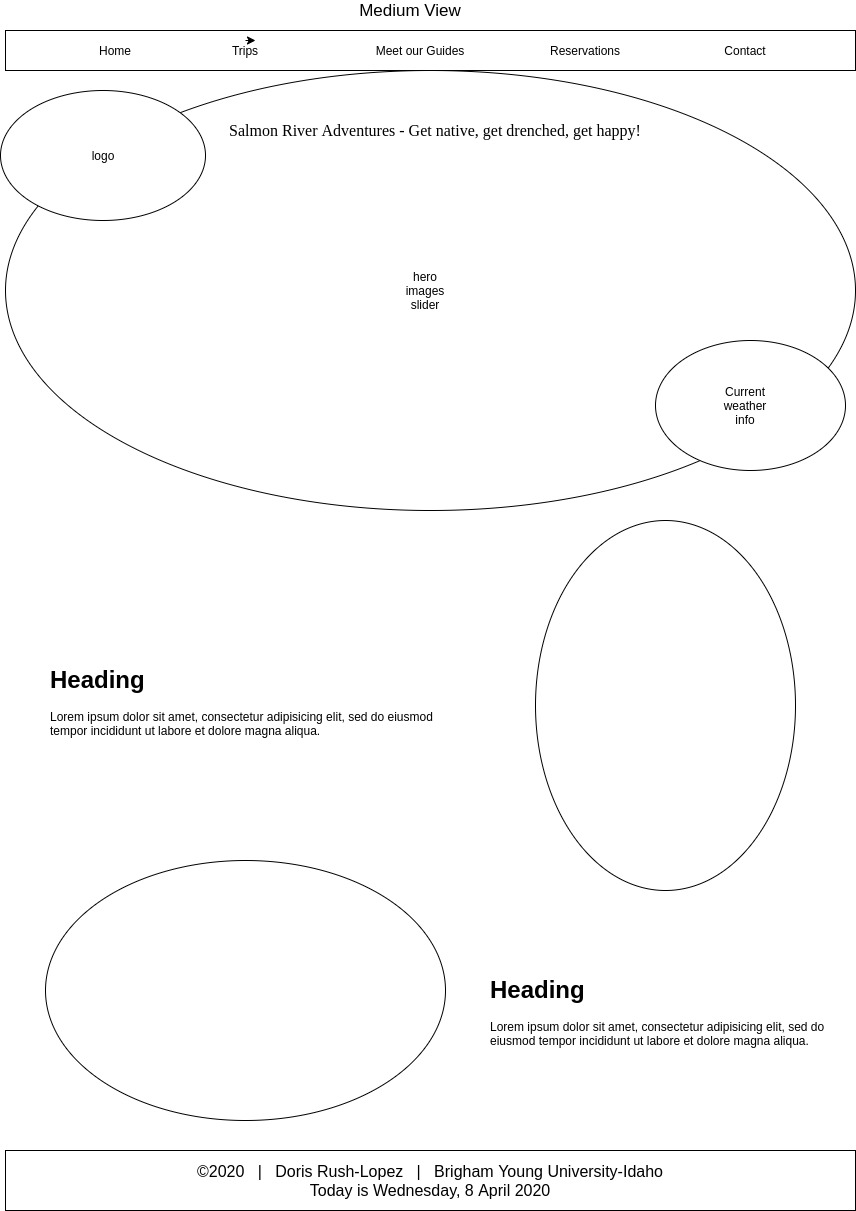 Medium View
Home Trips Meet our Guides Reservations Contact
Salmon River Adventures - Get native, get drenched, get happy!
logo
hero
images
slider
Current
weather
info
Heading
Lorem ipsum dolor sit amet, consectetur adipisicing elit, sed do eiusmod
tempor incididunt ut labore et dolore magna aliqua.
Heading
Lorem ipsum dolor sit amet, consectetur adipisicing elit, sed do
eiusmod tempor incididunt ut labore et dolore magna aliqua.
©2020 | Doris Rush-Lopez | Brigham Young University-Idaho
Today is Wednesday, 8 April 2020